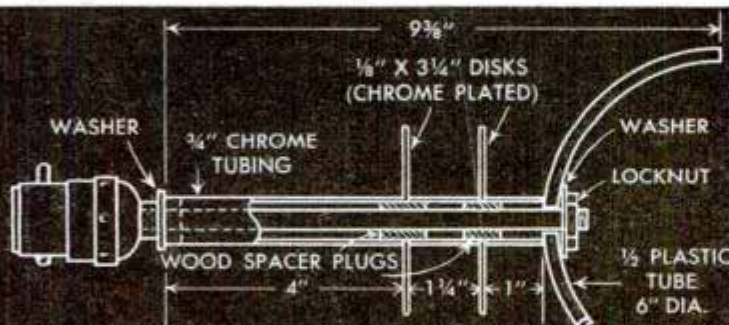 9⅜"
⅛" X 3¼" DISKS
(CHROME PLATED)
WASHER
¾" CHROME
TUBING
WASHER
LOCKNUT
WOOD SPACER PLUGS
4"
1¾"
1"
½ PLASTIC
TUBE
6" DIA.